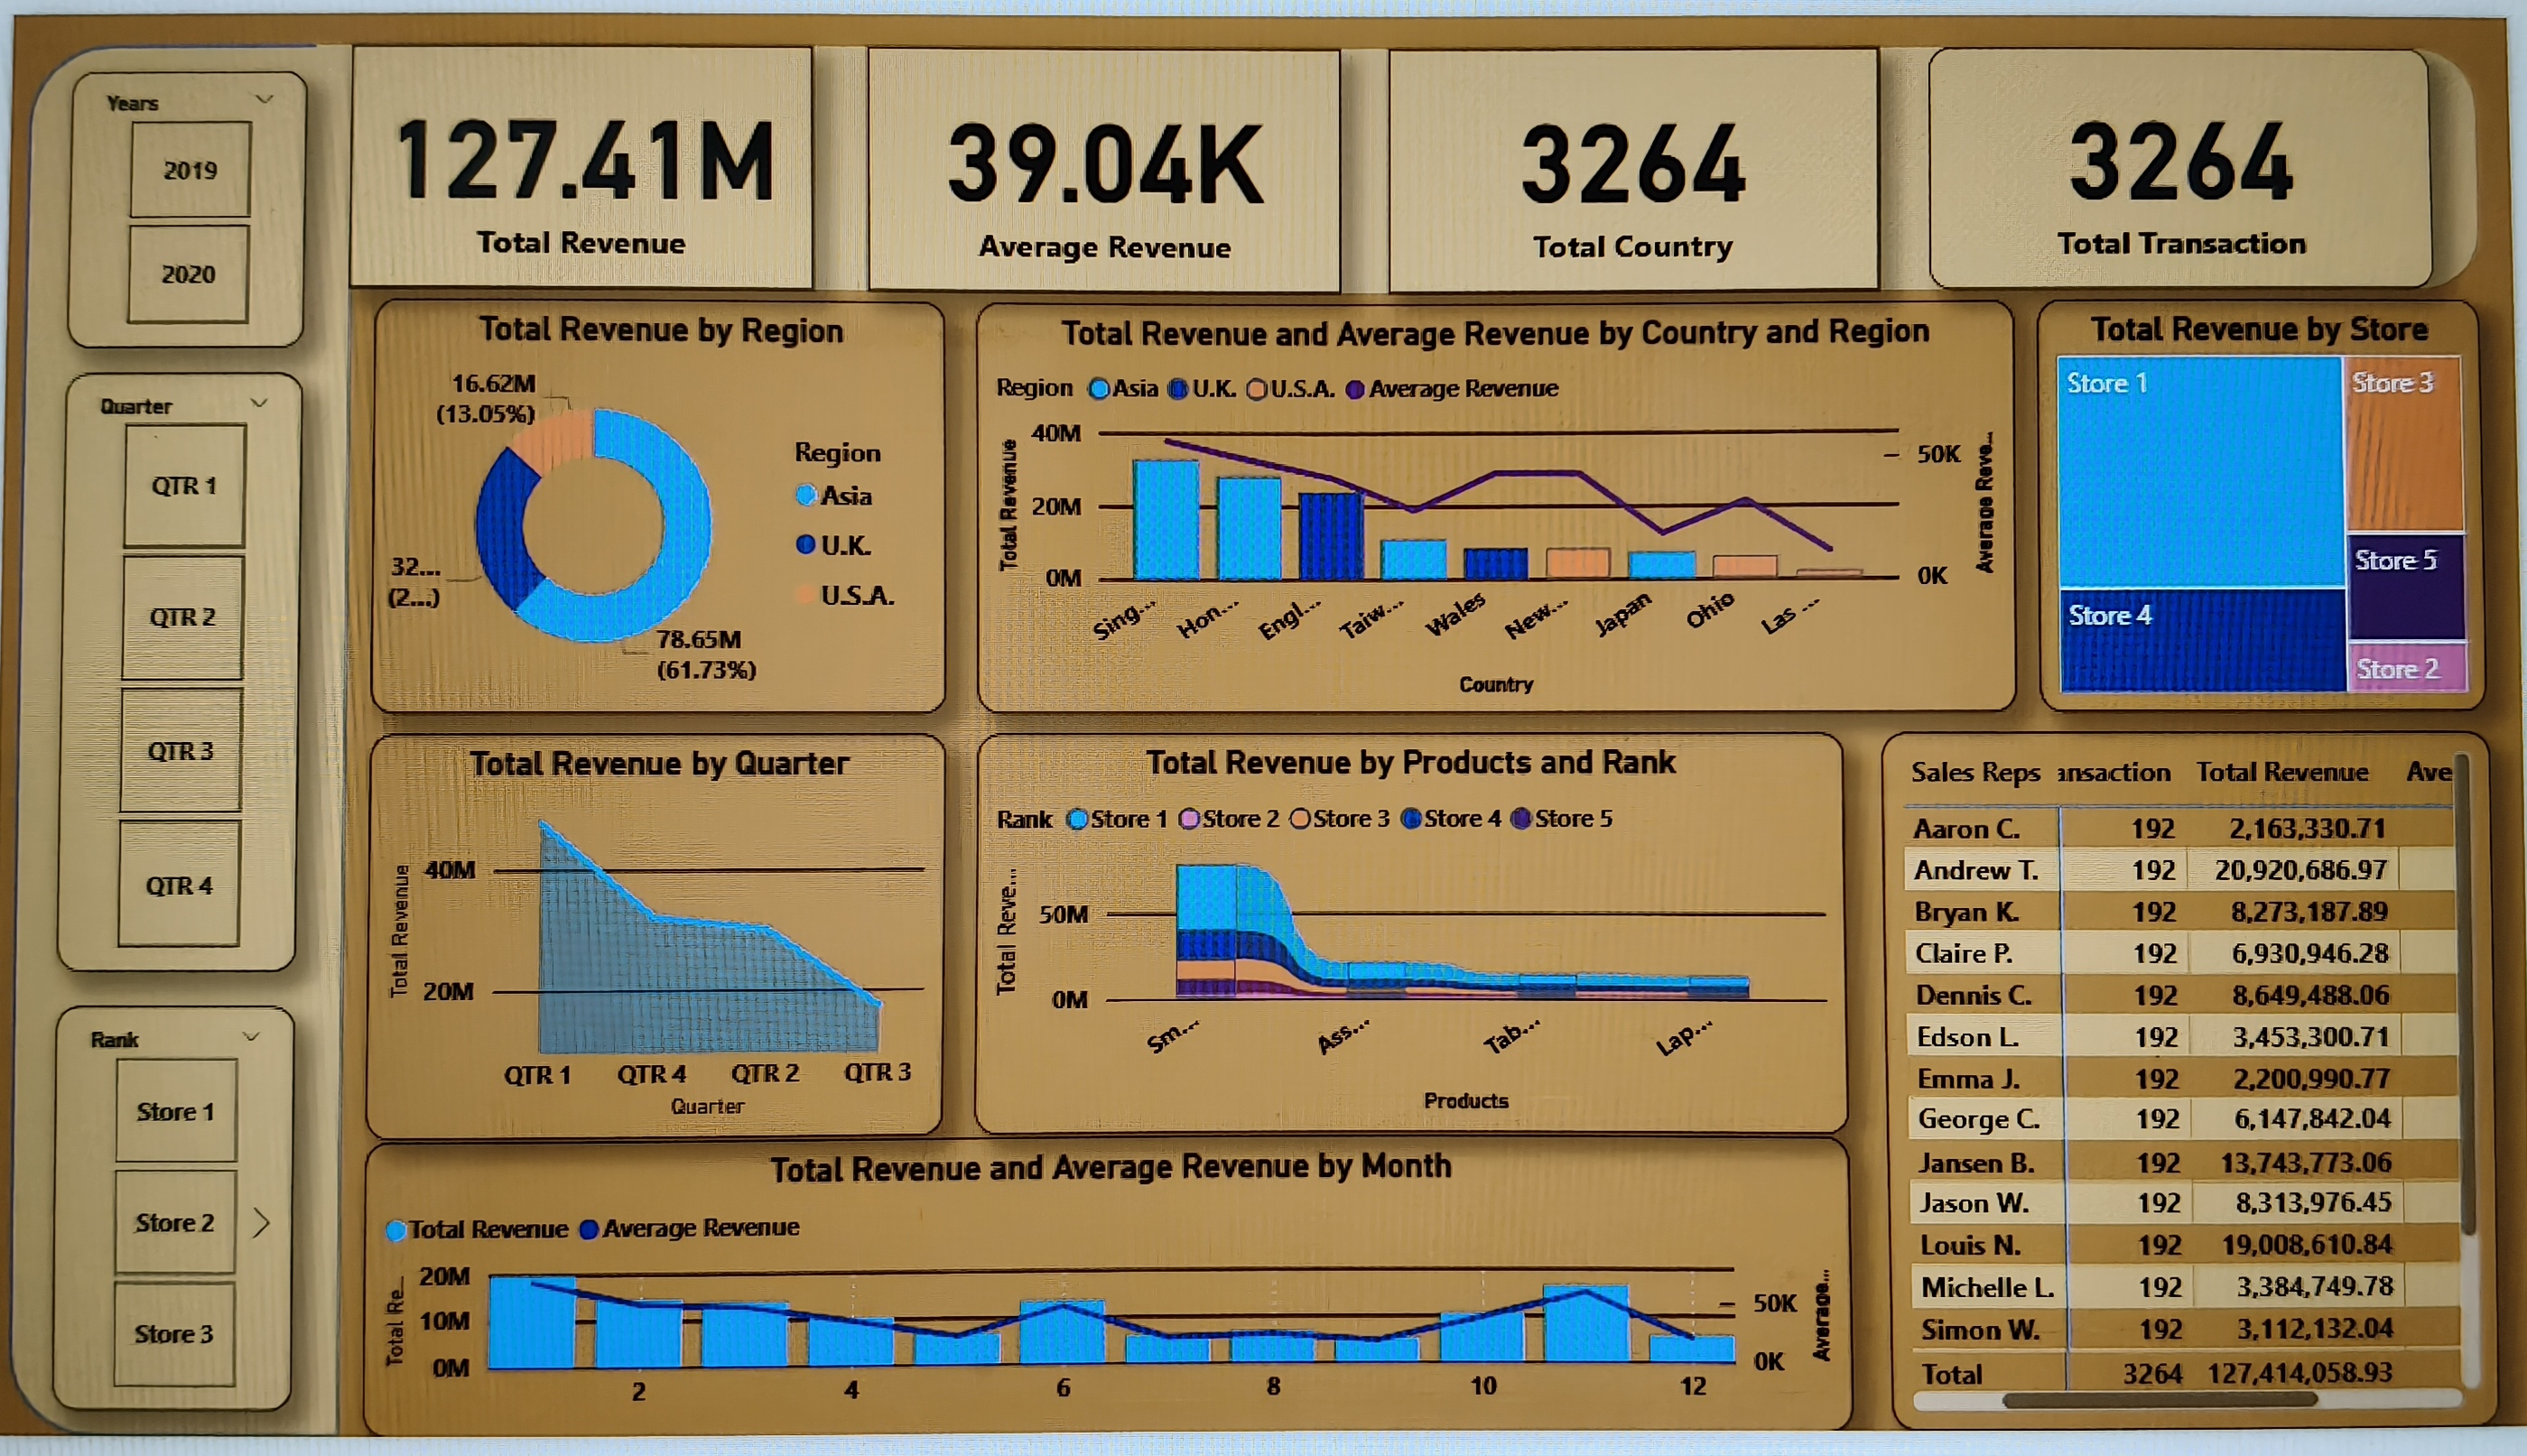 Years
2019
2020
Quarter
QTR 1
QTR 2
QTR 3
QTR 4
Rank
Store 1
Store 2
Store 3
127.41M
Total Revenue
39.04K
Average Revenue
3264
Total Country
3264
Total Transaction
Total Revenue by Region
16.62M
(13.05%)
32...
(2...)
78.65M
(61.73%)
Region
Asia
U.K.
U.S.A.
Total Revenue and Average Revenue by Country and Region
Region Asia U.K. U.S.A. Average Revenue
Total Revenue
40M
20M
0M
50K
0K
Average Reve...
Sing... Hon... Engl... Taiw... Wales New... Japan Ohio Las ...
Country
Total Revenue by Store
Store 1
Store 3
Store 5
Store 4
Store 2
Total Revenue by Quarter
Total Revenue
40M
20M
QTR 1 QTR 4 QTR 2 QTR 3
Quarter
Total Revenue by Products and Rank
Rank Store 1 Store 2 Store 3 Store 4 Store 5
Total Reve...
50M
0M
Sm... Ass... Tab... Lap...
Products
Sales Reps ansaction Total Revenue Ave
Aaron C. 192 2,163,330.71
Andrew T. 192 20,920,686.97
Bryan K. 192 8,273,187.89
Claire P. 192 6,930,946.28
Dennis C. 192 8,649,488.06
Edson L. 192 3,453,300.71
Emma J. 192 2,200,990.77
George C. 192 6,147,842.04
Jansen B. 192 13,743,773.06
Jason W. 192 8,313,976.45
Louis N. 192 19,008,610.84
Michelle L. 192 3,384,749.78
Simon W. 192 3,112,132.04
Total 3264 127,414,058.93
Total Revenue and Average Revenue by Month
Total Revenue Average Revenue
Total Re...
20M
10M
0M
50K
0K
Average...
2 4 6 8 10 12